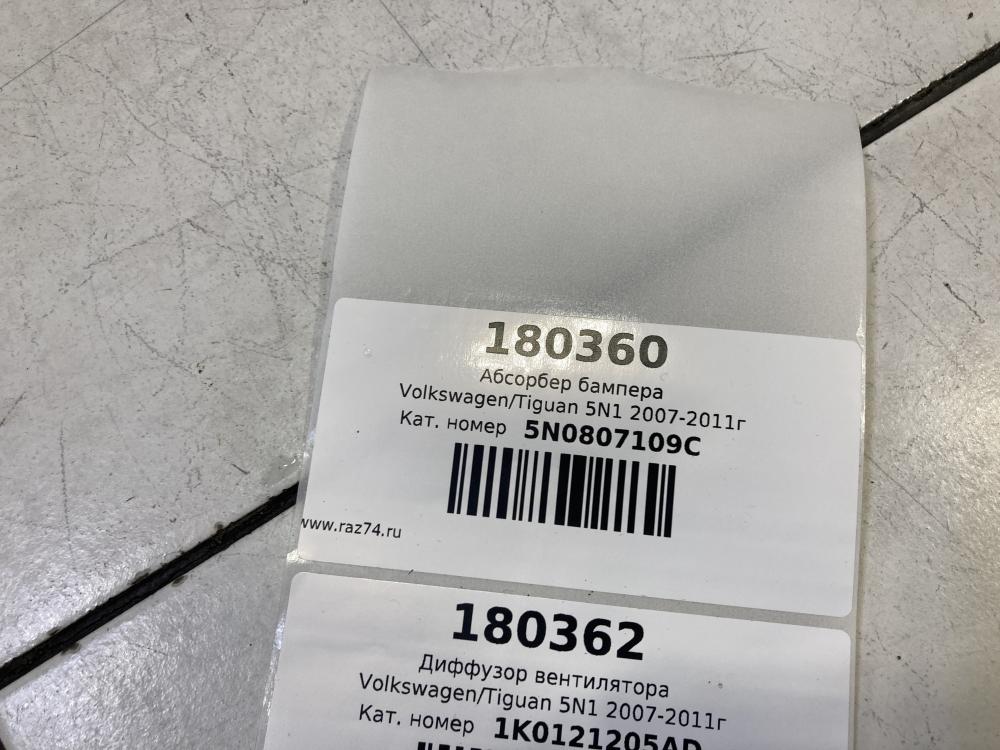 180360
Абсорбер бампера
Volkswagen/Tiguan 5N1 2007-2011г
Кат. номер 5N0807109C
www.raz74.ru
180362
Диффузор вентилятора
Volkswagen/Tiguan 5N1 2007-2011г
Кат. номер 1K0121205AD